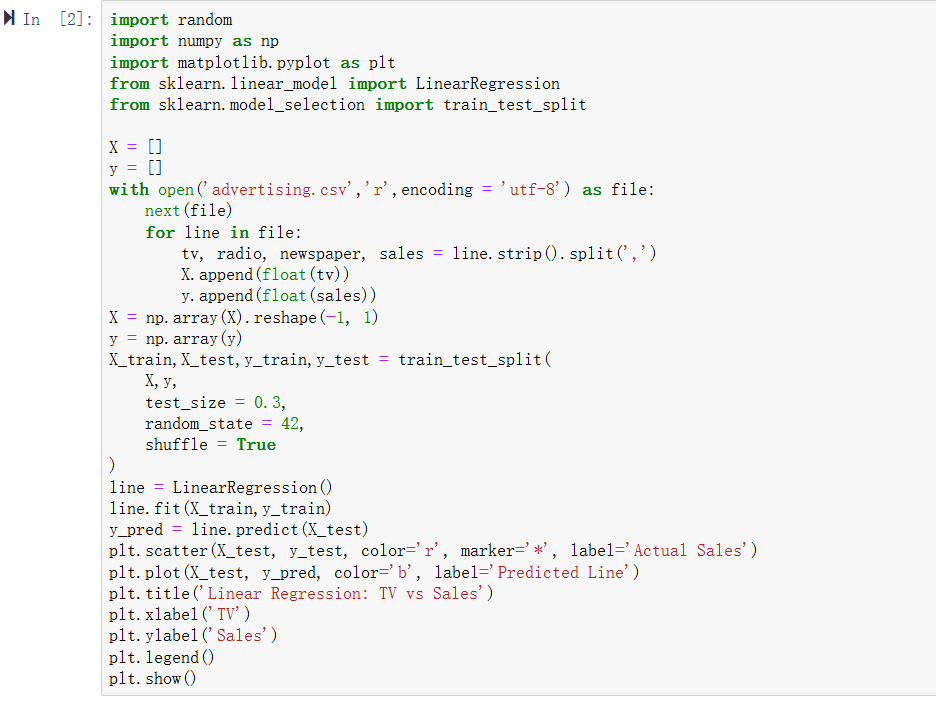 In [2]:
import random
import numpy as np
import matplotlib.pyplot as plt
from sklearn.linear_model import LinearRegression
from sklearn.model_selection import train_test_split

X = []
y = []
with open('advertising.csv','r',encoding = 'utf-8') as file:
    next(file)
    for line in file:
        tv, radio, newspaper, sales = line.strip().split(',')
        X.append(float(tv))
        y.append(float(sales))
X = np.array(X).reshape(-1, 1)
y = np.array(y)
X_train,X_test,y_train,y_test = train_test_split(
    X,y,
    test_size = 0.3,
    random_state = 42,
    shuffle = True
)
line = LinearRegression()
line.fit(X_train,y_train)
y_pred = line.predict(X_test)
plt.scatter(X_test, y_test, color='r', marker='*', label='Actual Sales')
plt.plot(X_test, y_pred, color='b', label='Predicted Line')
plt.title('Linear Regression: TV vs Sales')
plt.xlabel('TV')
plt.ylabel('Sales')
plt.legend()
plt.show()